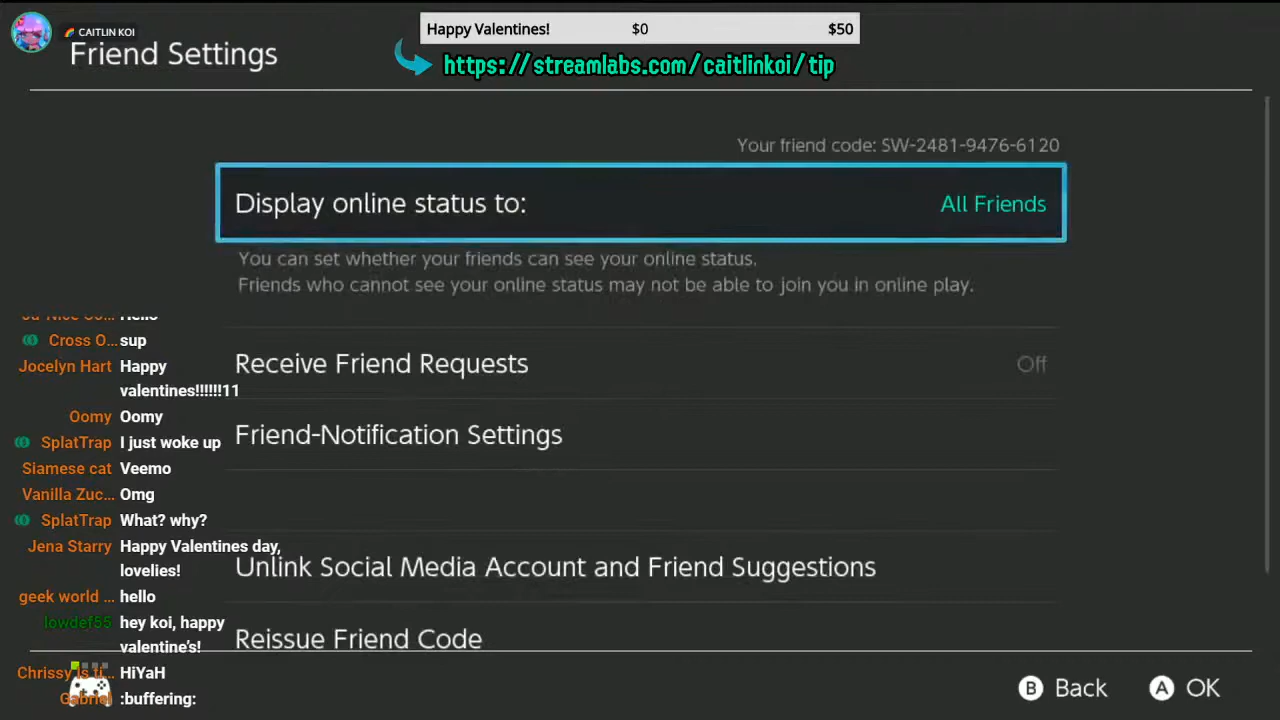 CAITLIN KOI
Friend Settings
Happy Valentines! $0 $50
https://streamlabs.com/caitlinkoi/tip
Your friend code: SW-2481-9476-6120
Display online status to: All Friends
You can set whether your friends can see your online status.
Friends who cannot see your online status may not be able to join you in online play.
Receive Friend Requests Off
Friend-Notification Settings
Unlink Social Media Account and Friend Suggestions
Reissue Friend Code
Hello
Cross O... sup
Jocelyn Hart Happy
valentines!!!!!!11
Oomy Oomy
SplatTrap I just woke up
Siamese cat Veemo
Vanilla Zuc... Omg
SplatTrap What? why?
Jena Starry Happy Valentines day,
lovelies!
geek world ... hello
lowdef55 hey koi, happy
valentine's!
Chrissy is ti... HiYaH
Gabriel :buffering:
B Back A OK